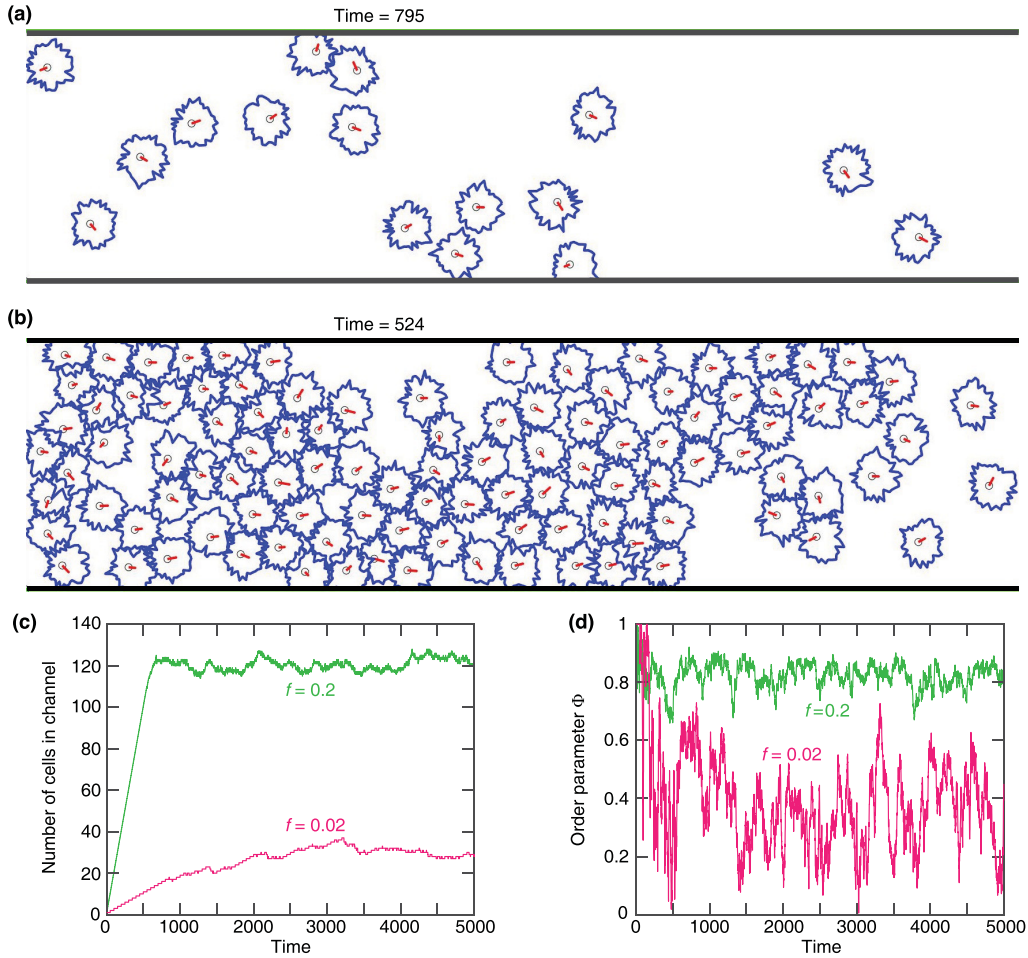 (a)
Time = 795
(b)
Time = 524
(c)
140
120
100
80
60
40
20
0
0
1000
2000
3000
4000
5000
Number of cells in channel
Time
f = 0.2
f = 0.02
(d)
1
0.8
0.6
0.4
0.2
0
0
1000
2000
3000
4000
5000
Order parameter Φ
Time
f=0.2
f = 0.02